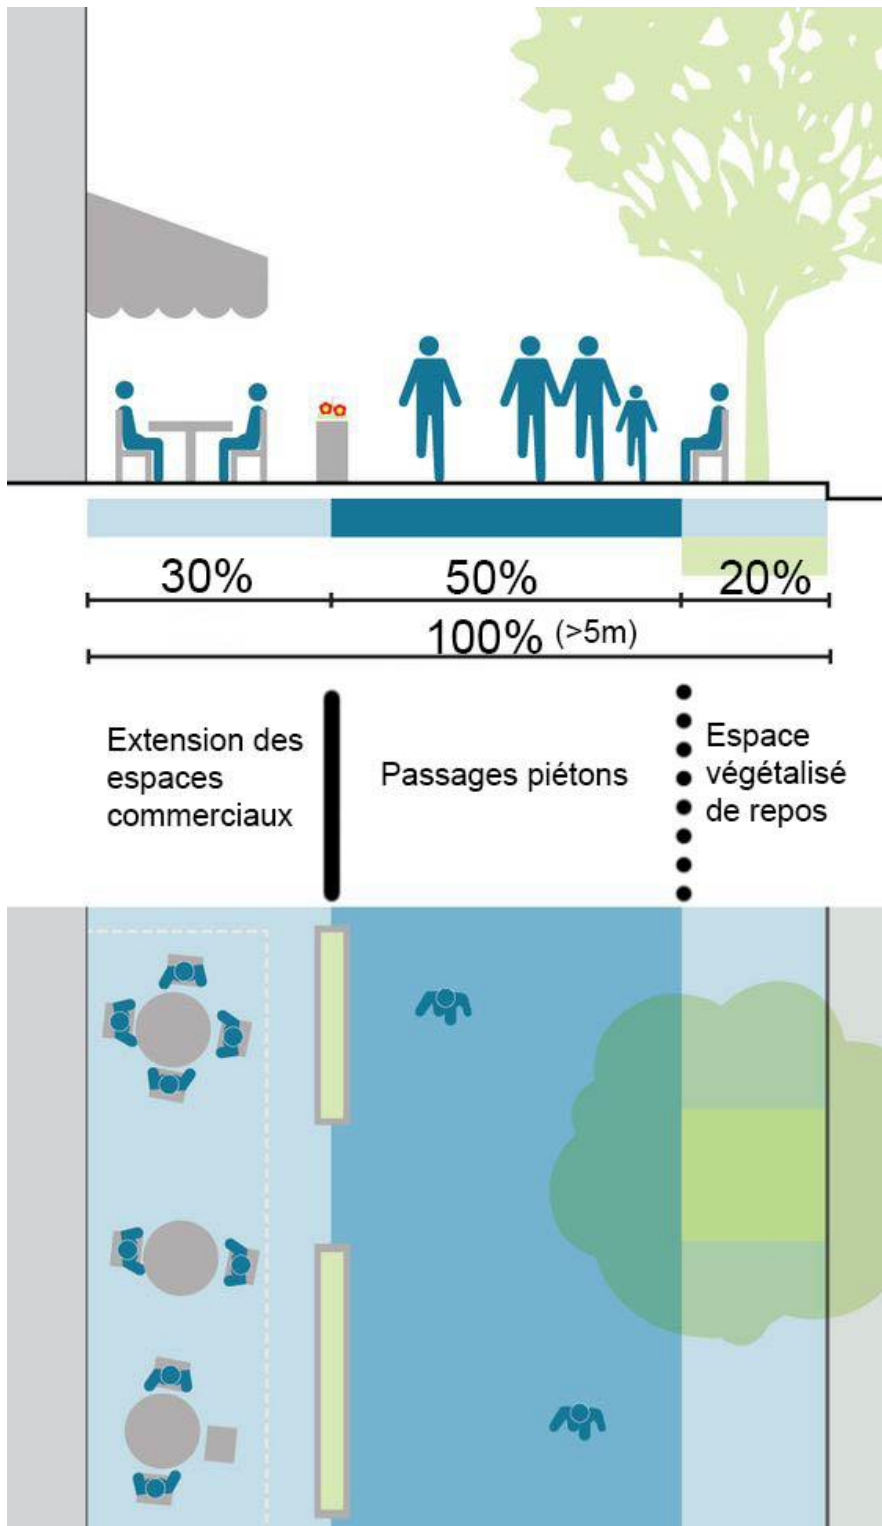 30%
50%
20%
100% (>5m)
Extension des
espaces
commerciaux
Passages piétons
Espace
végétalisé
de repos